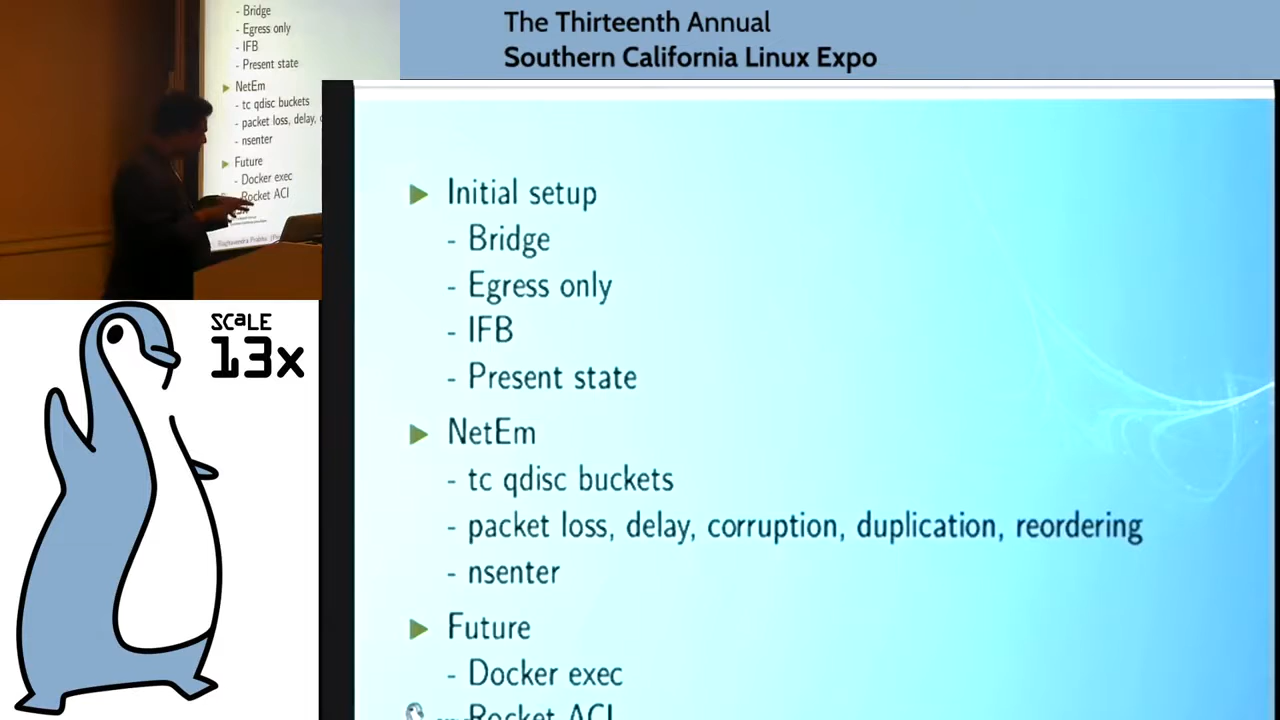 The Thirteenth Annual
Southern California Linux Expo
- Bridge
- Egress only
- IFB
- Present state
NetEm
- tc qdisc buckets
- packet loss, delay,
- nsenter
Future
- Docker exec
Rocket ACI
Raghavendra Prabhu
SCaLE
13x
Initial setup
- Bridge
- Egress only
- IFB
- Present state
NetEm
- tc qdisc buckets
- packet loss, delay, corruption, duplication, reordering
- nsenter
Future
- Docker exec
Rocket ACI